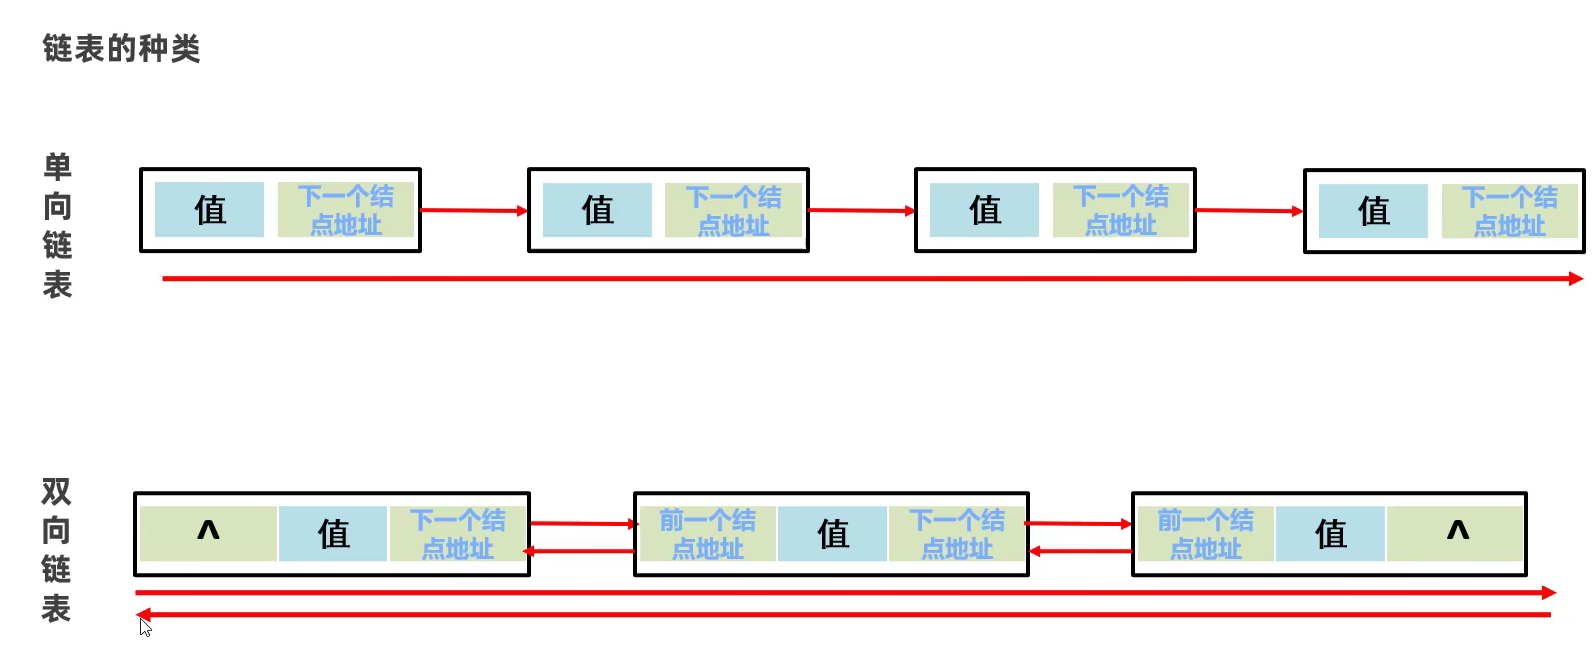 链表的种类
单向链表
值
下一个结
点地址
值
下一个结
点地址
值
下一个结
点地址
值
下一个结
点地址
双向链表
^
值
下一个结
点地址
前一个结
点地址
值
下一个结
点地址
前一个结
点地址
值
^